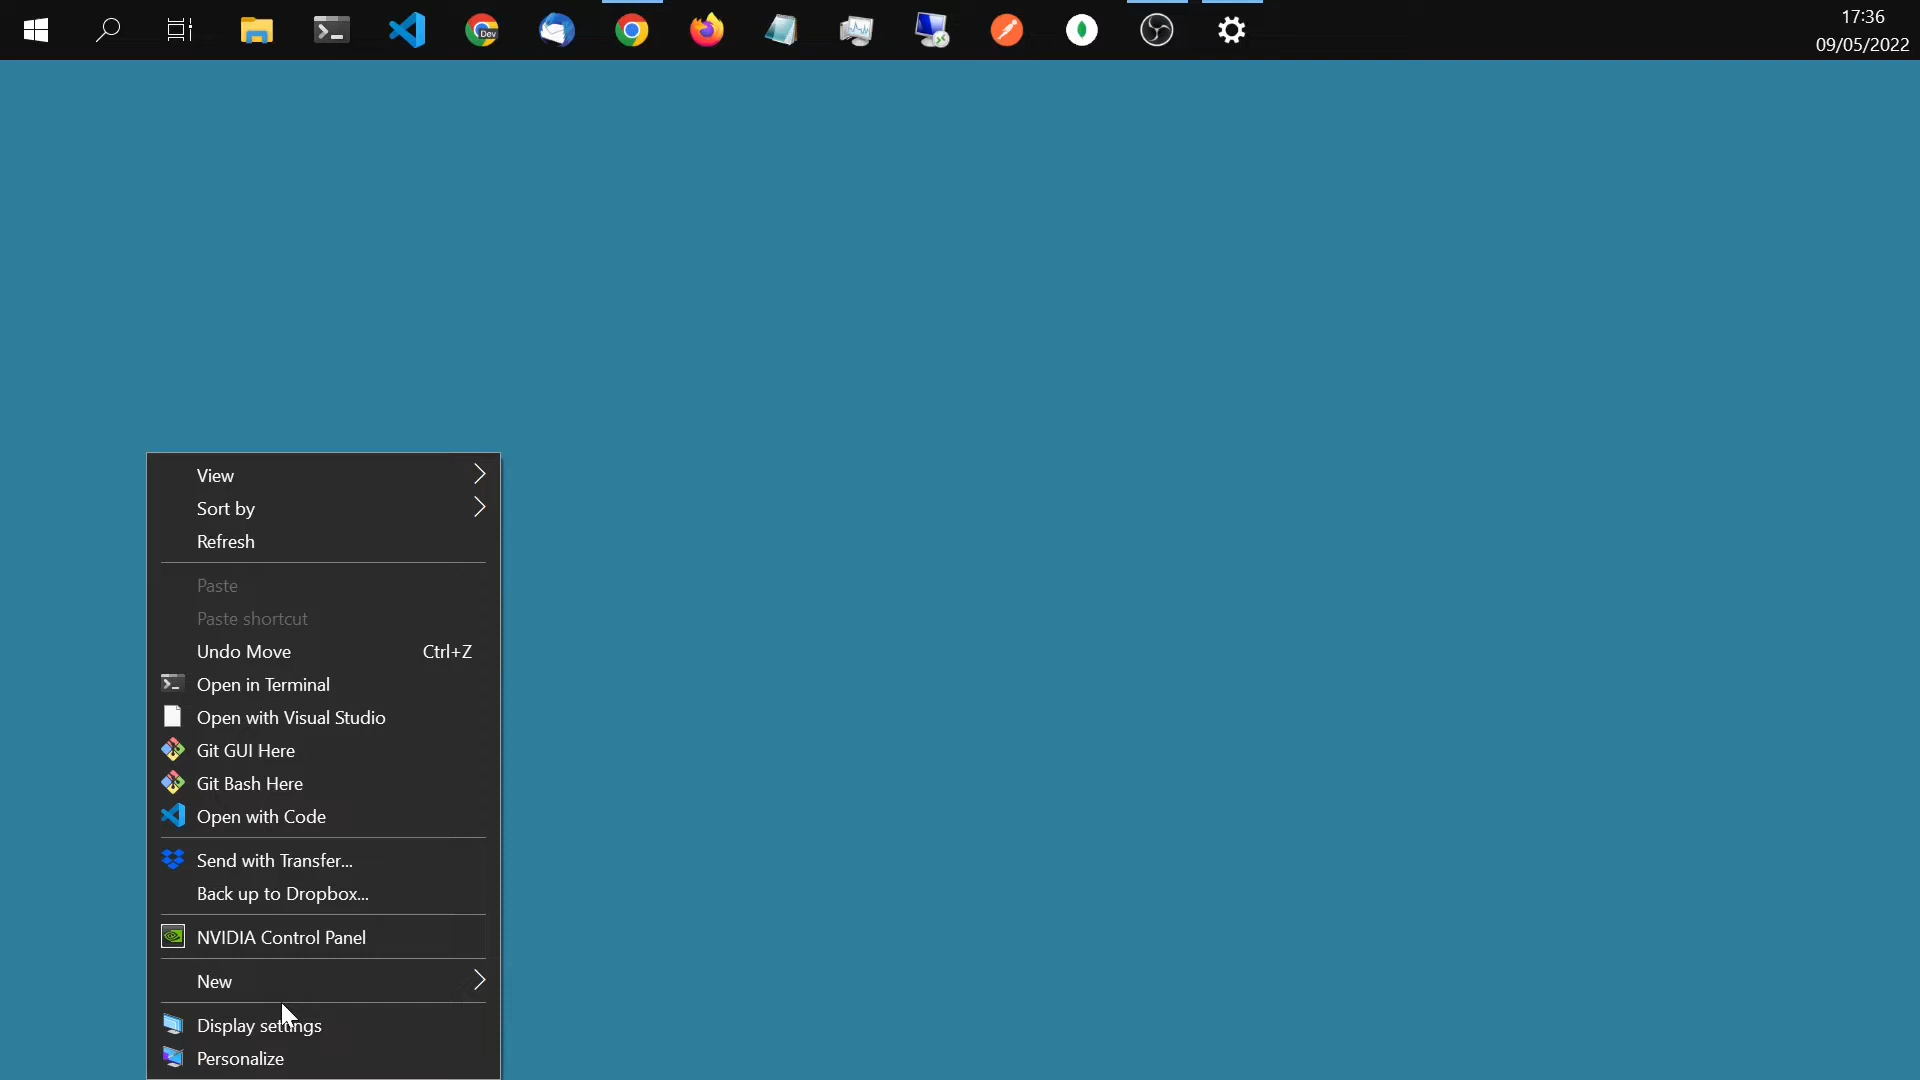 Dev
17:36
09/05/2022
View
Sort by
Refresh
Paste
Paste shortcut
Undo Move Ctrl+Z
Open in Terminal
Open with Visual Studio
Git GUI Here
Git Bash Here
Open with Code
Send with Transfer...
Back up to Dropbox...
NVIDIA Control Panel
New
Display settings
Personalize